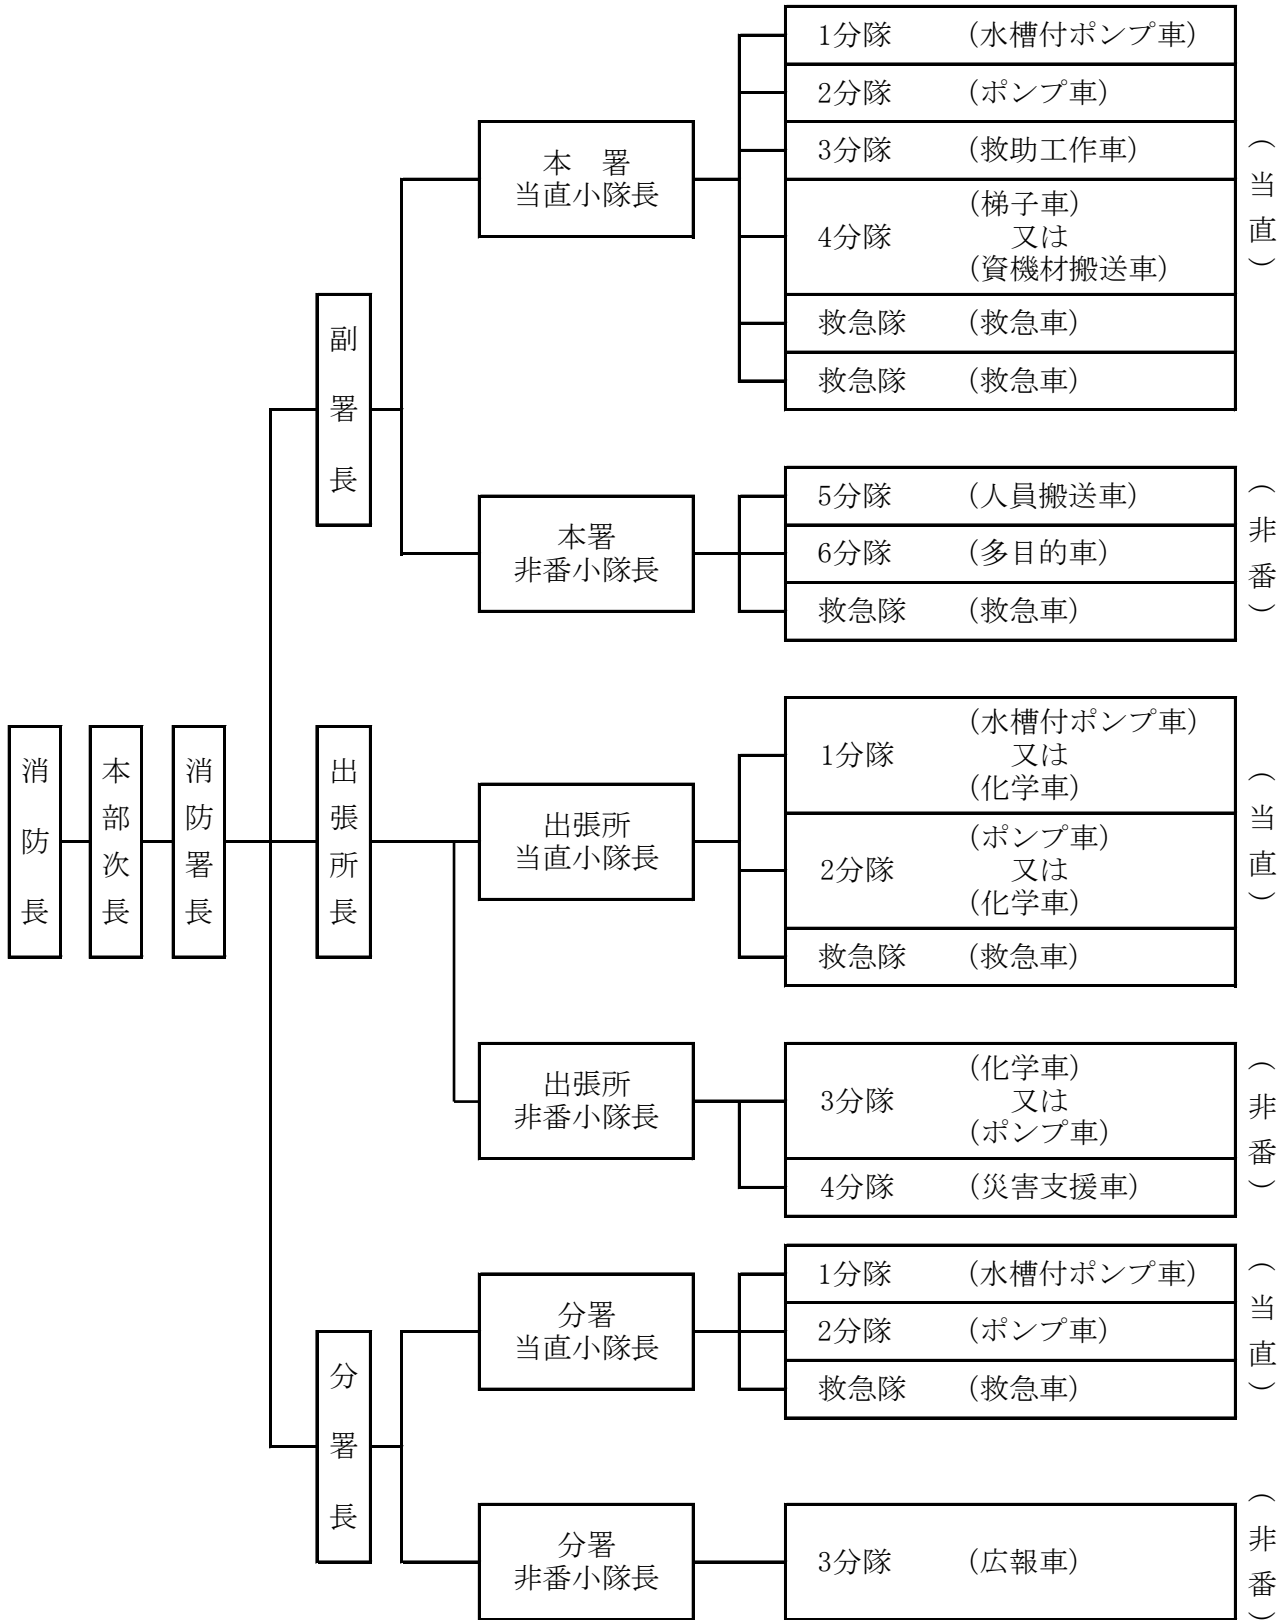 1分隊 (水槽付ポンプ車)
2分隊 (ポンプ車)
3分隊 (救助工作車)
4分隊 (梯子車)
又は
(資機材搬送車)
救急隊 (救急車)
救急隊 (救急車)
(当直)
本 署
当直小隊長
副署長
5分隊 (人員搬送車)
6分隊 (多目的車)
救急隊 (救急車)
(非番)
本署
非番小隊長
消防長
本部次長
消防署長
出張所長
出張所
当直小隊長
1分隊 (水槽付ポンプ車)
又は
(化学車)
2分隊 (ポンプ車)
又は
(化学車)
救急隊 (救急車)
(当直)
出張所
非番小隊長
3分隊 (化学車)
又は
(ポンプ車)
4分隊 (災害支援車)
(非番)
分署長
分署
当直小隊長
1分隊 (水槽付ポンプ車)
2分隊 (ポンプ車)
救急隊 (救急車)
(当直)
分署
非番小隊長
3分隊 (広報車)
(非番)